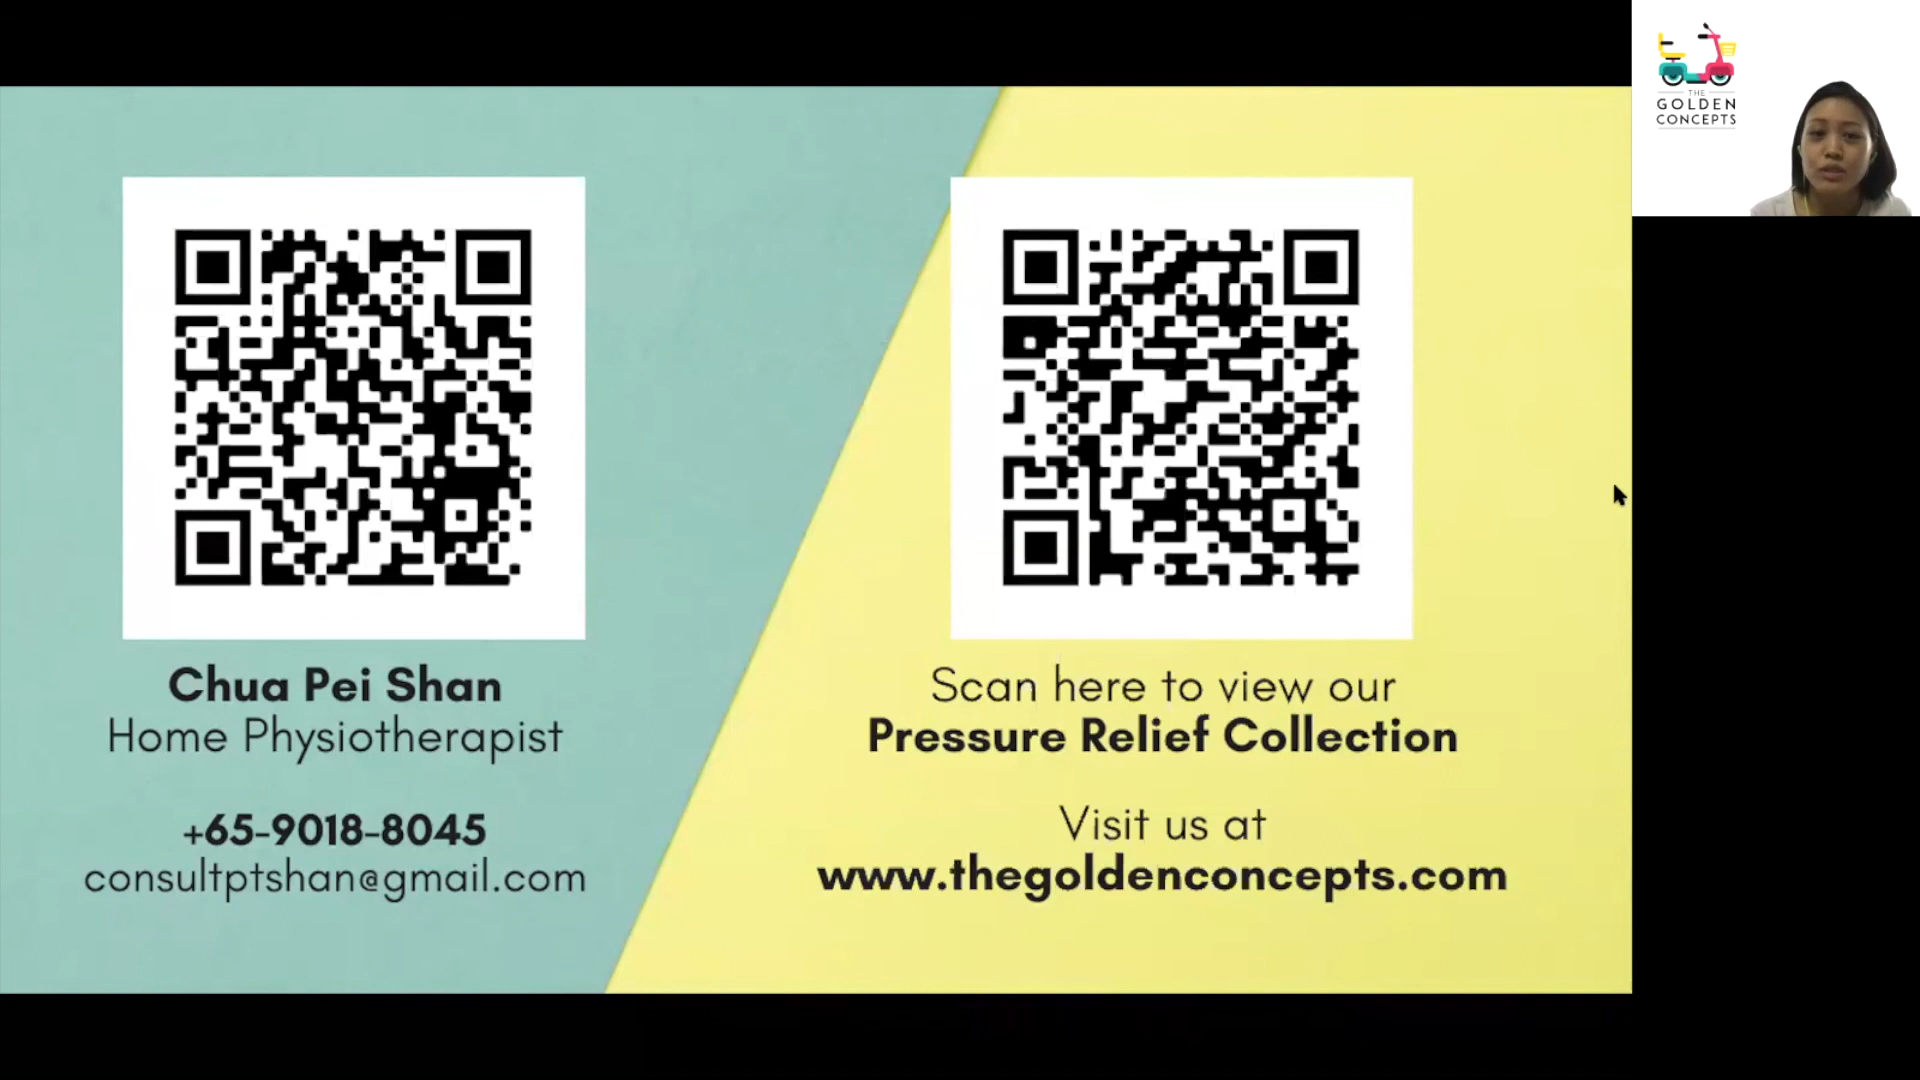 Chua Pei Shan
Home Physiotherapist
+65-9018-8045
consultptshan@gmail.com
Scan here to view our
Pressure Relief Collection
Visit us at
www.thegoldenconcepts.com
THE
GOLDEN
CONCEPTS